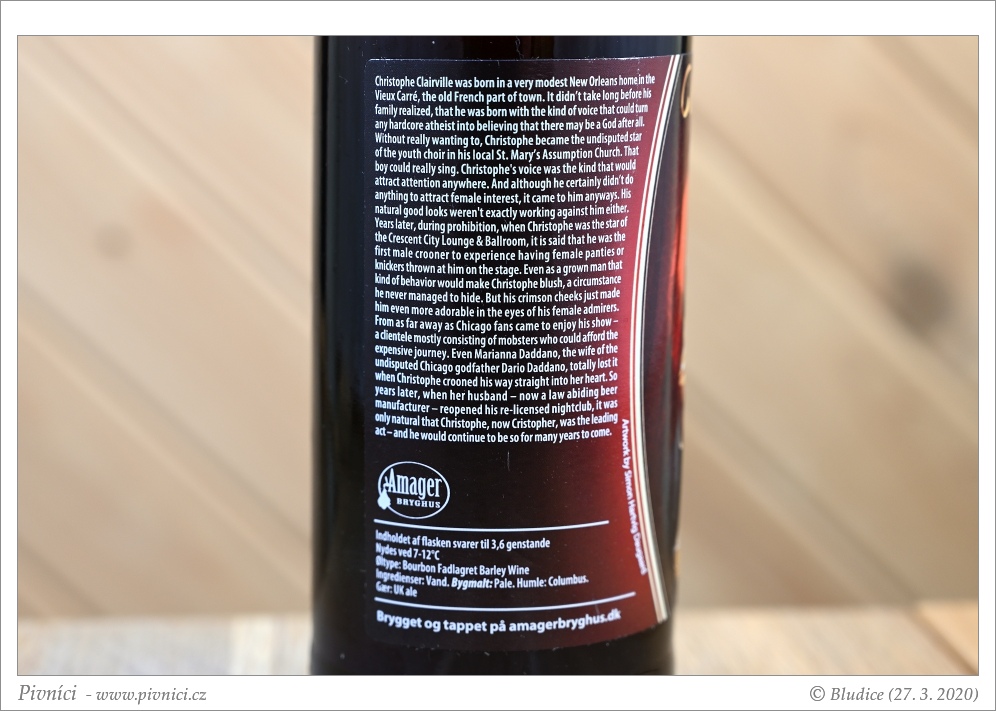 Christophe Clairville was born in a very modest New Orleans home in the
Vieux Carré, the old French part of town. It didn't take long before his
family realized, that he was born with the kind of voice that could turn
any hardcore atheist into believing that there may be a God after all.
Without really wanting to, Christophe became the undisputed star
of the youth choir in his local St. Mary's Assumption Church. That
boy could really sing. Christophe's voice was the kind that would
attract attention anywhere. And although he certainly didn't do
anything to attract female interest, it came to him anyways. His
natural good looks weren't exactly working against him either.
Years later, during prohibition, when Christophe was the star of
the Crescent City Lounge & Ballroom, it is said that he was the
first male crooner to experience having female panties or
knickers thrown at him on the stage. Even as a grown man that
kind of behavior would make Christophe blush, a circumstance
he never managed to hide. But his crimson cheeks just made
him even more adorable in the eyes of his female admirers.
From as far away as Chicago fans came to enjoy his show –
a clientele mostly consisting of mobsters who could afford the
expensive journey. Even Marianna Daddano, the wife of the
undisputed Chicago godfather Dario Daddano, totally lost it
when Christophe crooned his way straight into her heart. So
years later, when her husband – now a law abiding beer
manufacturer – reopened his re-licensed nightclub, it was
only natural that Christophe, now Cristopher, was the leading
act – and he would continue to be so for many years to come.
Artwork by Simon Hartvig
Amager
BRYGHUS
Indholdet af flasken svarer til 3,6 genstande
Nydes ved 7-12°C
Øltype: Bourbon Fadlagret Barley Wine
Ingredienser: Vand. Bygmalt: Pale. Humle: Columbus.
Gær: UK ale
Brygget og tappet på amagerbryghus.dk
Pivníci - www.pivnici.cz
© Bludice (27. 3. 2020)